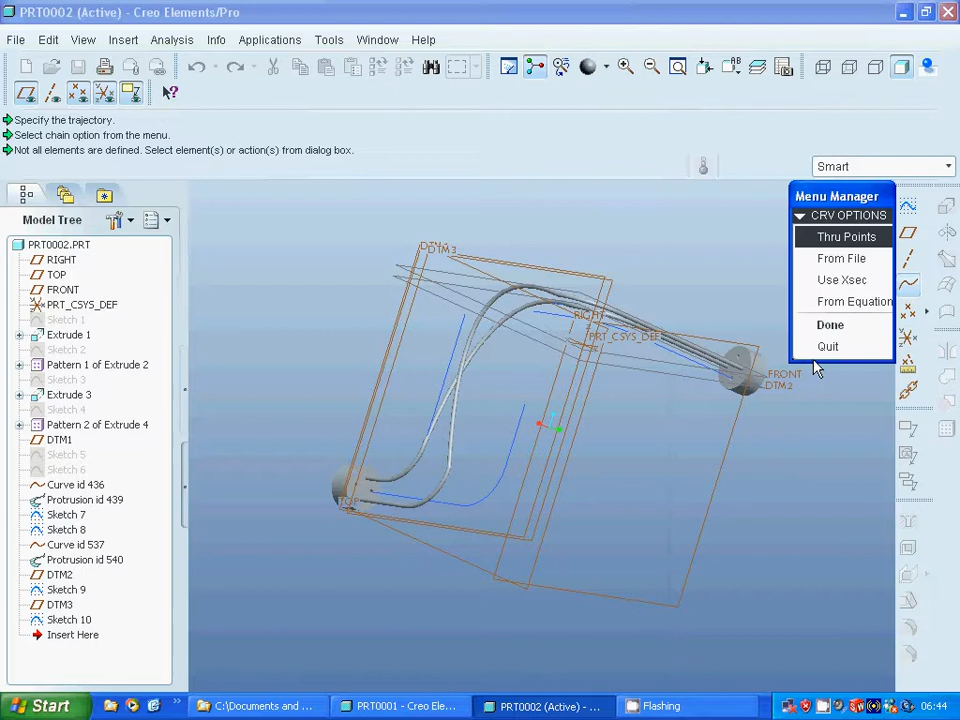 PRT0002 (Active) - Creo Elements/Pro
File Edit View Insert Analysis Info Applications Tools Window Help
Specify the trajectory.
Select chain option from the menu.
Not all elements are defined. Select element(s) or action(s) from dialog box.
Smart
Model Tree
PRT0002.PRT
RIGHT
TOP
FRONT
PRT_CSYS_DEF
Sketch 1
Extrude 1
Sketch 2
Pattern 1 of Extrude 2
Sketch 3
Extrude 3
Sketch 4
Pattern 2 of Extrude 4
DTM1
Sketch 5
Sketch 6
Curve id 436
Protrusion id 439
Sketch 7
Sketch 8
Curve id 537
Protrusion id 540
DTM2
Sketch 9
DTM3
Sketch 10
Insert Here
DTM3
RIGHT
PRT_CSYS_DEF
FRONT
DTM2
TOP
Menu Manager
CRV OPTIONS
Thru Points
From File
Use Xsec
From Equation
Done
Quit
Start
C:\Documents and ...
PRT0001 - Creo Ele...
PRT0002 (Active) - ...
Flashing
06:44